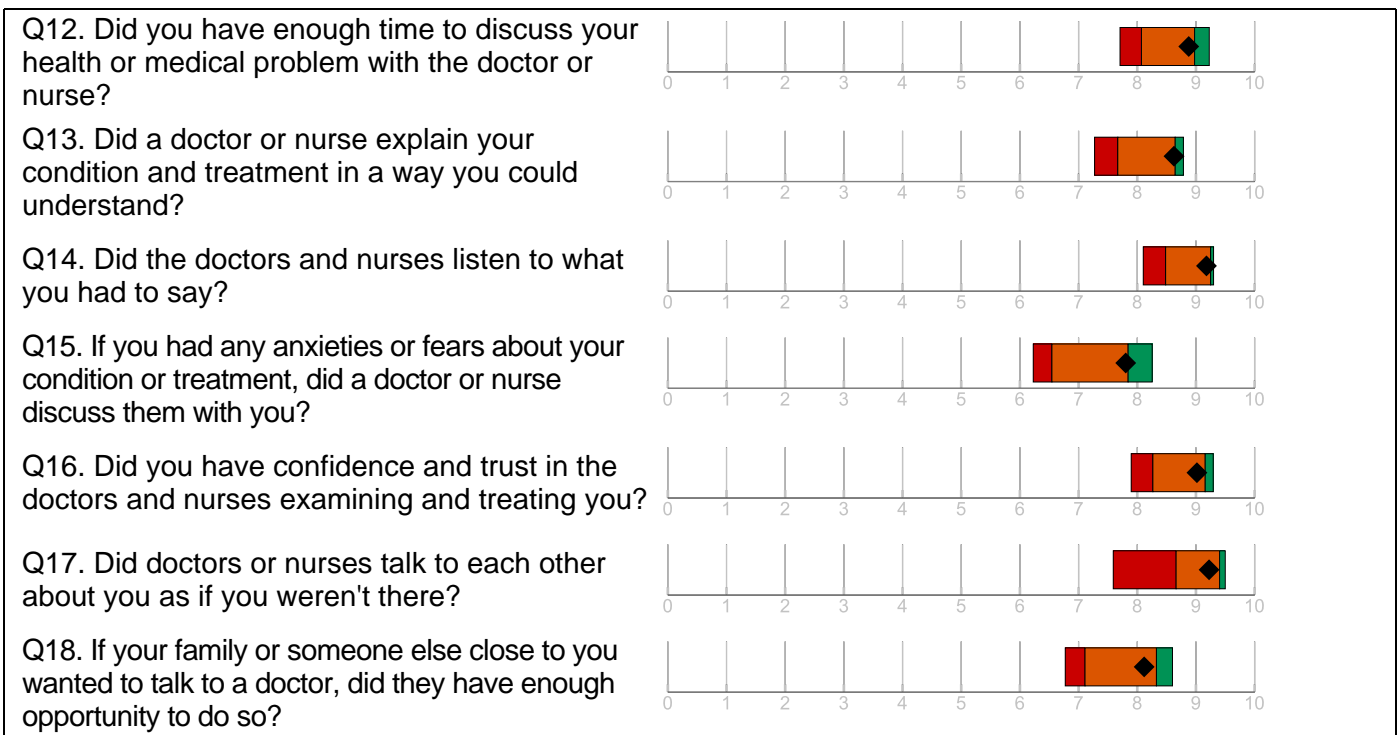 Q12. Did you have enough time to discuss your
health or medical problem with the doctor or
nurse?
0 1 2 3 4 5 6 7 8 9 10
Q13. Did a doctor or nurse explain your
condition and treatment in a way you could
understand?
0 1 2 3 4 5 6 7 8 9 10
Q14. Did the doctors and nurses listen to what
you had to say?
0 1 2 3 4 5 6 7 8 9 10
Q15. If you had any anxieties or fears about your
condition or treatment, did a doctor or nurse
discuss them with you?
0 1 2 3 4 5 6 7 8 9 10
Q16. Did you have confidence and trust in the
doctors and nurses examining and treating you?
0 1 2 3 4 5 6 7 8 9 10
Q17. Did doctors or nurses talk to each other
about you as if you weren't there?
0 1 2 3 4 5 6 7 8 9 10
Q18. If your family or someone else close to you
wanted to talk to a doctor, did they have enough
opportunity to do so?
0 1 2 3 4 5 6 7 8 9 10